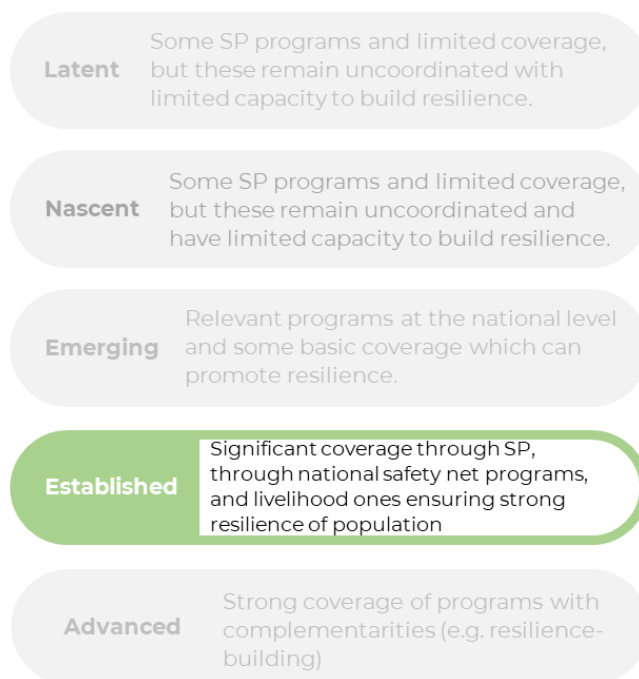 Latent
Some SP programs and limited coverage,
but these remain uncoordinated with
limited capacity to build resilience.
Nascent
Some SP programs and limited coverage,
but these remain uncoordinated and
have limited capacity to build resilience.
Emerging
Relevant programs at the national level
and some basic coverage which can
promote resilience.
Established
Significant coverage through SP,
through national safety net programs,
and livelihood ones ensuring strong
resilience of population
Advanced
Strong coverage of programs with
complementarities (e.g. resilience-
building)